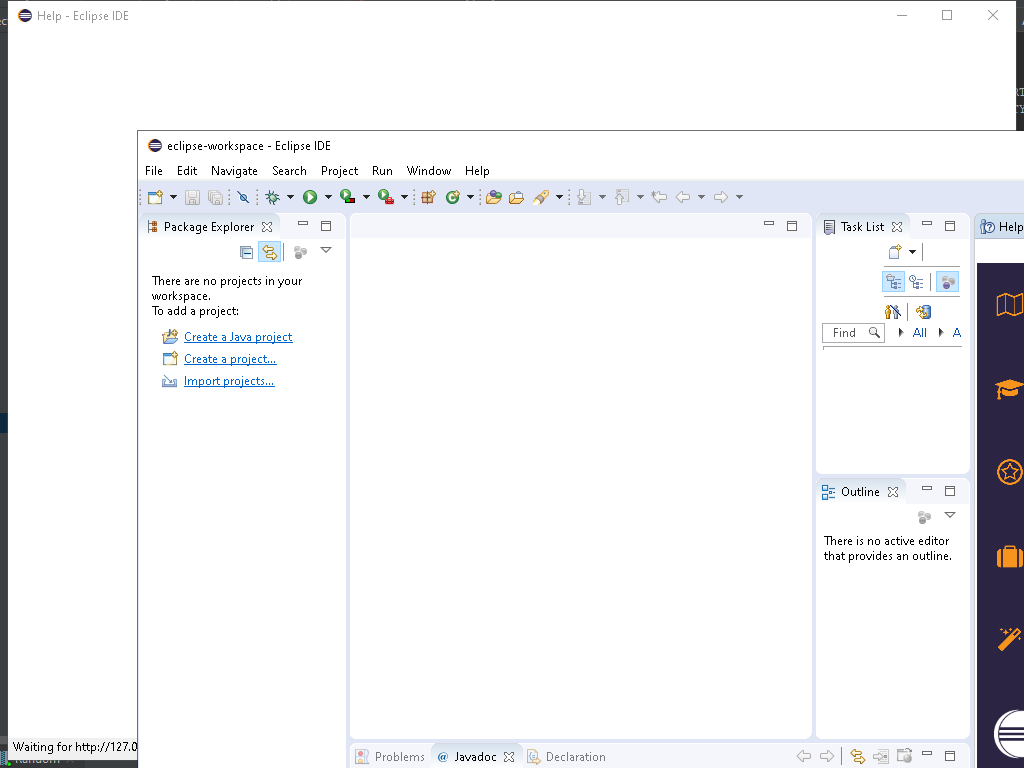 Help - Eclipse IDE
eclipse-workspace - Eclipse IDE
File Edit Navigate Search Project Run Window Help
Package Explorer
Task List
Help
There are no projects in your
workspace.
To add a project:
Create a Java project
Create a project...
Import projects...
Find
All
A
Outline
There is no active editor
that provides an outline.
Waiting for http://127.0
Problems
@ Javadoc
Declaration